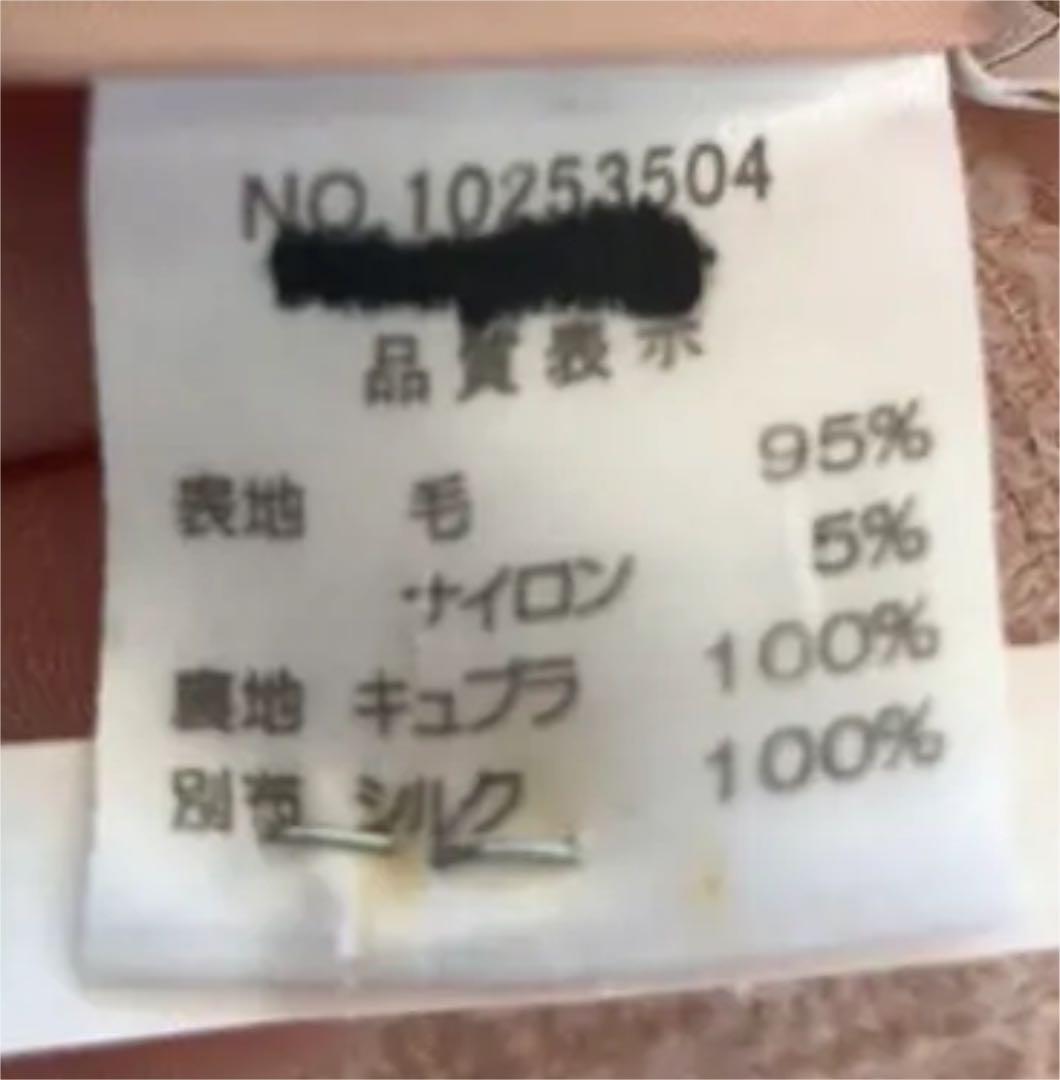 NO.10253504
品質表示
表地 毛 95%
ナイロン 5%
裏地 キュプラ 100%
別布 シルク 100%